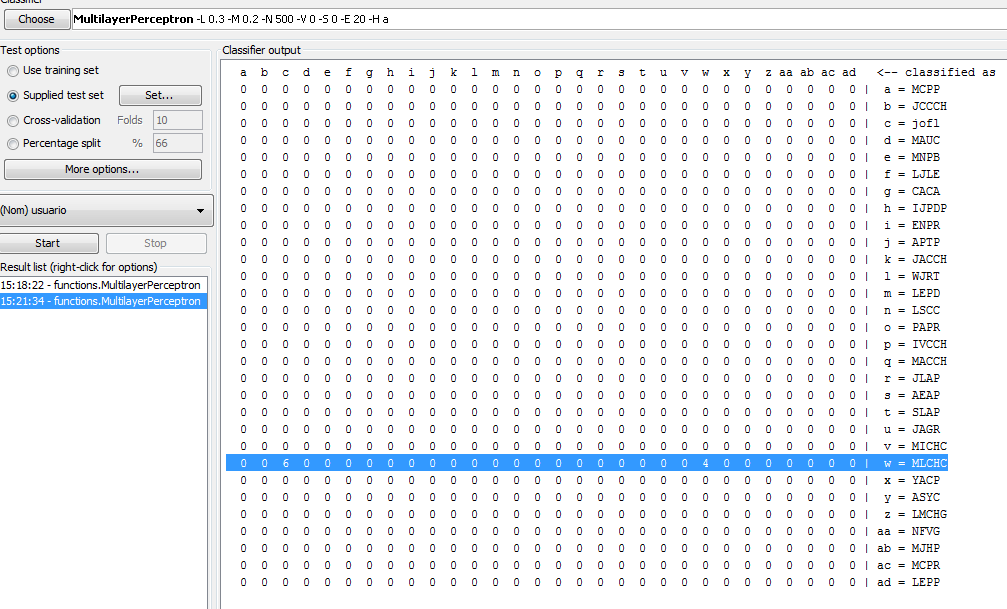 Classifier
Choose MultilayerPerceptron -L 0.3 -M 0.2 -N 500 -V 0 -S 0 -E 20 -H a
Test options
Use training set
Supplied test set Set...
Cross-validation Folds 10
Percentage split % 66
More options...
(Nom) usuario
Start Stop
Result list (right-click for options)
15:18:22 - functions.MultilayerPerceptron
15:21:34 - functions.MultilayerPerceptron
Classifier output
a b c d e f g h i j k l m n o p q r s t u v w x y z aa ab ac ad <-- classified as
0 0 0 0 0 0 0 0 0 0 0 0 0 0 0 0 0 0 0 0 0 0 0 0 0 0 0 0 0 0 | a = MCPP
0 0 0 0 0 0 0 0 0 0 0 0 0 0 0 0 0 0 0 0 0 0 0 0 0 0 0 0 0 0 | b = JCCCH
0 0 0 0 0 0 0 0 0 0 0 0 0 0 0 0 0 0 0 0 0 0 0 0 0 0 0 0 0 0 | c = jofl
0 0 0 0 0 0 0 0 0 0 0 0 0 0 0 0 0 0 0 0 0 0 0 0 0 0 0 0 0 0 | d = MAUC
0 0 0 0 0 0 0 0 0 0 0 0 0 0 0 0 0 0 0 0 0 0 0 0 0 0 0 0 0 0 | e = MNPB
0 0 0 0 0 0 0 0 0 0 0 0 0 0 0 0 0 0 0 0 0 0 0 0 0 0 0 0 0 0 | f = LJLE
0 0 0 0 0 0 0 0 0 0 0 0 0 0 0 0 0 0 0 0 0 0 0 0 0 0 0 0 0 0 | g = CACA
0 0 0 0 0 0 0 0 0 0 0 0 0 0 0 0 0 0 0 0 0 0 0 0 0 0 0 0 0 0 | h = IJPDP
0 0 0 0 0 0 0 0 0 0 0 0 0 0 0 0 0 0 0 0 0 0 0 0 0 0 0 0 0 0 | i = ENPR
0 0 0 0 0 0 0 0 0 0 0 0 0 0 0 0 0 0 0 0 0 0 0 0 0 0 0 0 0 0 | j = APTP
0 0 0 0 0 0 0 0 0 0 0 0 0 0 0 0 0 0 0 0 0 0 0 0 0 0 0 0 0 0 | k = JACCH
0 0 0 0 0 0 0 0 0 0 0 0 0 0 0 0 0 0 0 0 0 0 0 0 0 0 0 0 0 0 | l = WJRT
0 0 0 0 0 0 0 0 0 0 0 0 0 0 0 0 0 0 0 0 0 0 0 0 0 0 0 0 0 0 | m = LEPD
0 0 0 0 0 0 0 0 0 0 0 0 0 0 0 0 0 0 0 0 0 0 0 0 0 0 0 0 0 0 | n = LSCC
0 0 0 0 0 0 0 0 0 0 0 0 0 0 0 0 0 0 0 0 0 0 0 0 0 0 0 0 0 0 | o = PAPR
0 0 0 0 0 0 0 0 0 0 0 0 0 0 0 0 0 0 0 0 0 0 0 0 0 0 0 0 0 0 | p = IVCCH
0 0 0 0 0 0 0 0 0 0 0 0 0 0 0 0 0 0 0 0 0 0 0 0 0 0 0 0 0 0 | q = MACCH
0 0 0 0 0 0 0 0 0 0 0 0 0 0 0 0 0 0 0 0 0 0 0 0 0 0 0 0 0 0 | r = JLAP
0 0 0 0 0 0 0 0 0 0 0 0 0 0 0 0 0 0 0 0 0 0 0 0 0 0 0 0 0 0 | s = AEAP
0 0 0 0 0 0 0 0 0 0 0 0 0 0 0 0 0 0 0 0 0 0 0 0 0 0 0 0 0 0 | t = SLAP
0 0 0 0 0 0 0 0 0 0 0 0 0 0 0 0 0 0 0 0 0 0 0 0 0 0 0 0 0 0 | u = JAGR
0 0 0 0 0 0 0 0 0 0 0 0 0 0 0 0 0 0 0 0 0 0 0 0 0 0 0 0 0 0 | v = MICHC
0 0 6 0 0 0 0 0 0 0 0 0 0 0 0 0 0 0 0 0 0 0 4 0 0 0 0 0 0 0 | w = MLCHC
0 0 0 0 0 0 0 0 0 0 0 0 0 0 0 0 0 0 0 0 0 0 0 0 0 0 0 0 0 0 | x = YACP
0 0 0 0 0 0 0 0 0 0 0 0 0 0 0 0 0 0 0 0 0 0 0 0 0 0 0 0 0 0 | y = ASYC
0 0 0 0 0 0 0 0 0 0 0 0 0 0 0 0 0 0 0 0 0 0 0 0 0 0 0 0 0 0 | z = LMCHG
0 0 0 0 0 0 0 0 0 0 0 0 0 0 0 0 0 0 0 0 0 0 0 0 0 0 0 0 0 0 | aa = NFVG
0 0 0 0 0 0 0 0 0 0 0 0 0 0 0 0 0 0 0 0 0 0 0 0 0 0 0 0 0 0 | ab = MJHP
0 0 0 0 0 0 0 0 0 0 0 0 0 0 0 0 0 0 0 0 0 0 0 0 0 0 0 0 0 0 | ac = MCPR
0 0 0 0 0 0 0 0 0 0 0 0 0 0 0 0 0 0 0 0 0 0 0 0 0 0 0 0 0 0 | ad = LEPP